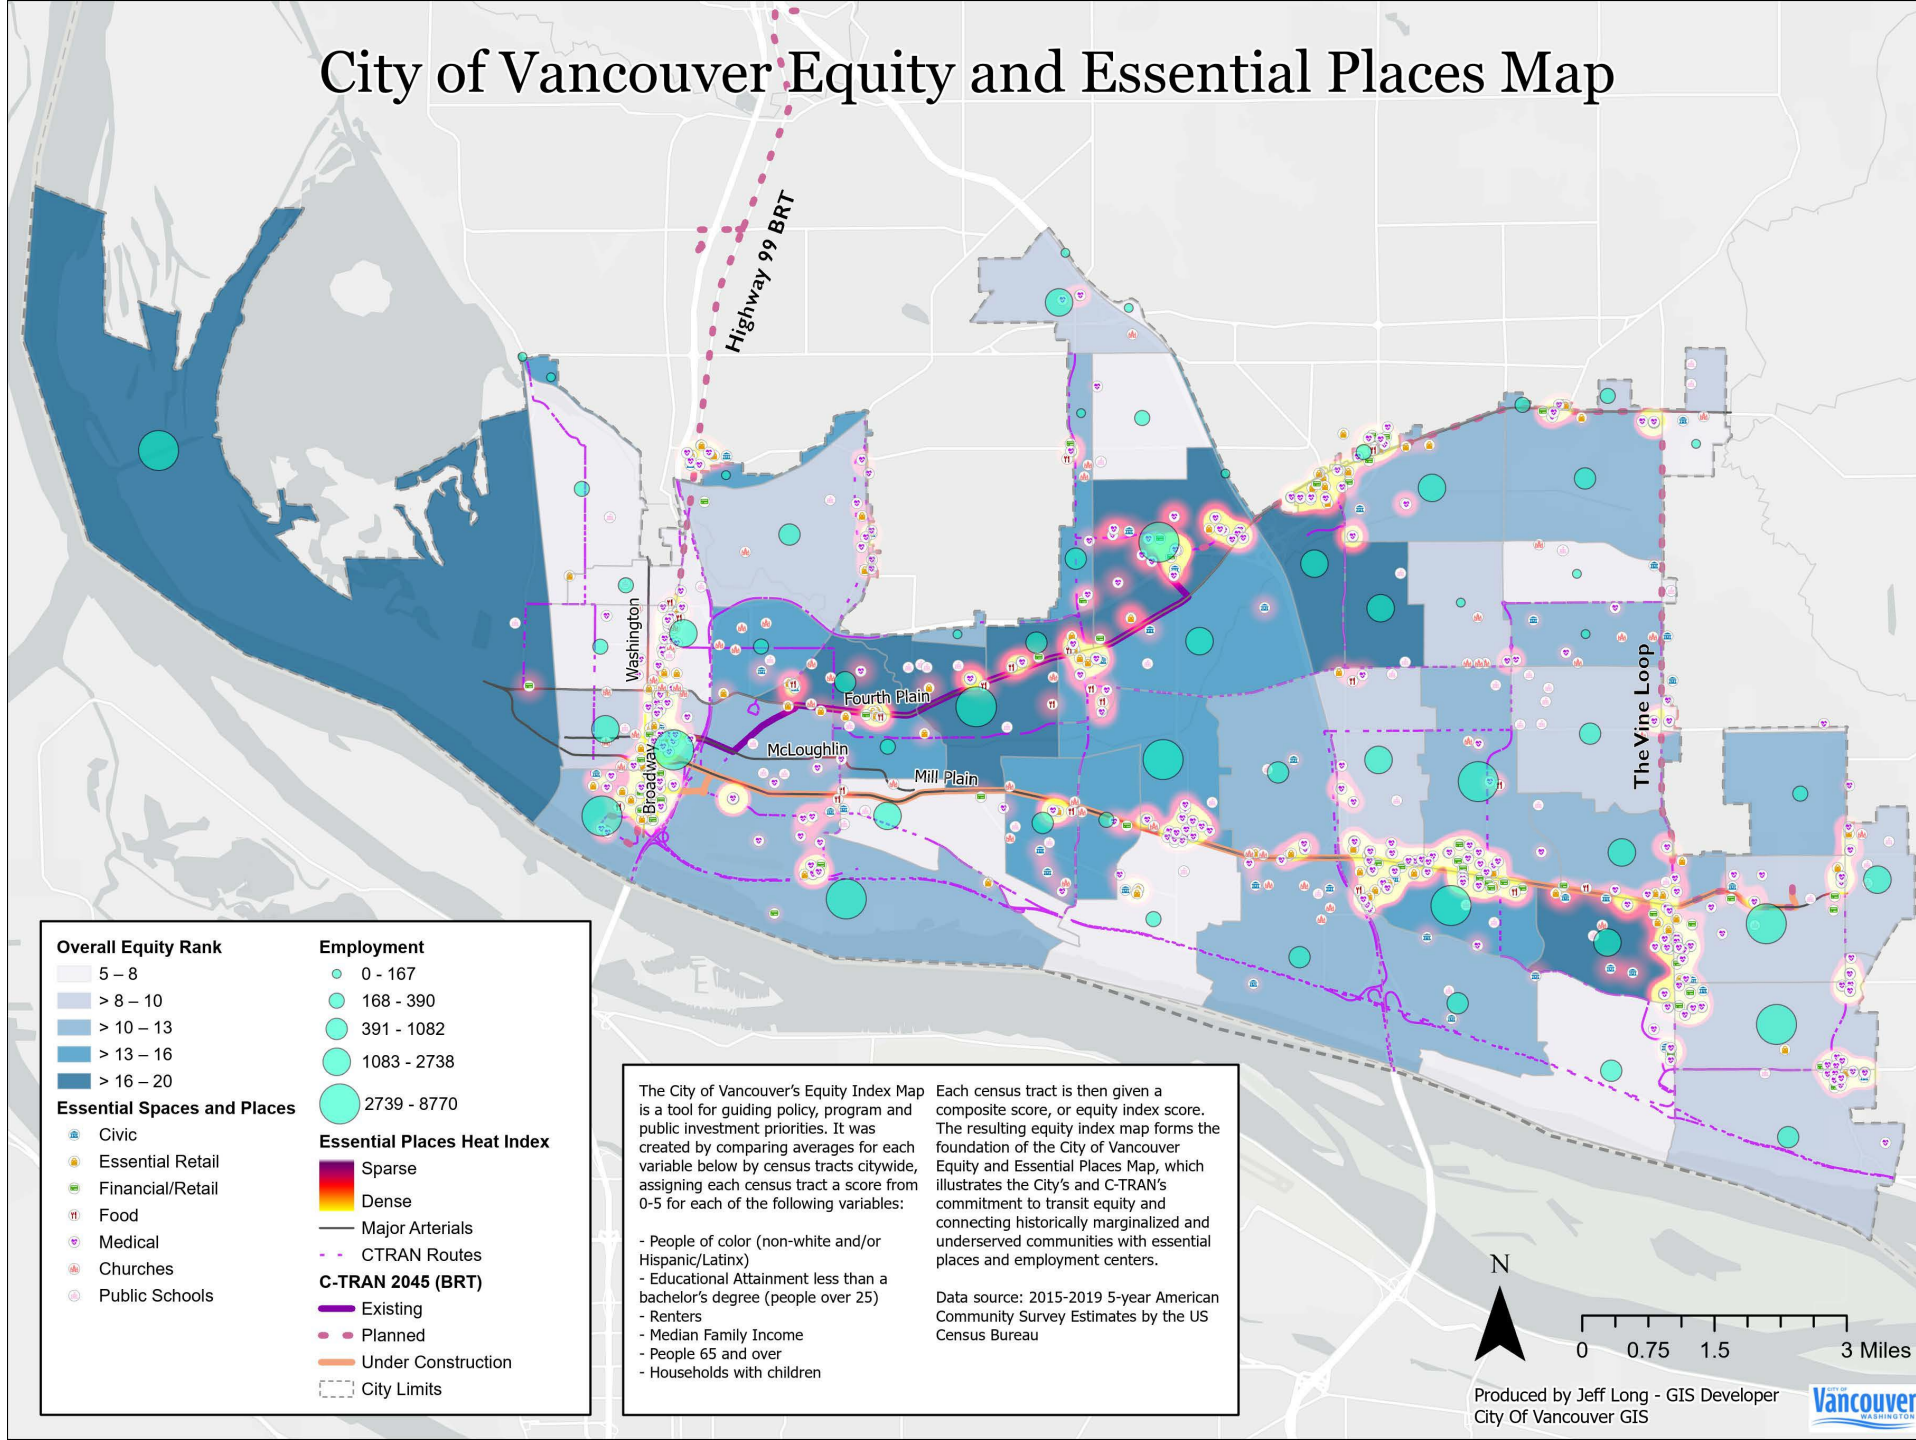 City of Vancouver Equity and Essential Places Map
Highway 99 BRT
Washington
Broadway
Fourth Plain
McLoughlin
Mill Plain
The Vine Loop
Overall Equity Rank
5 – 8
> 8 – 10
> 10 – 13
> 13 – 16
> 16 – 20
Essential Spaces and Places
Civic
Essential Retail
Financial/Retail
Food
Medical
Churches
Public Schools
Employment
0 - 167
168 - 390
391 - 1082
1083 - 2738
2739 - 8770
Essential Places Heat Index
Sparse
Dense
Major Arterials
CTRAN Routes
C-TRAN 2045 (BRT)
Existing
Planned
Under Construction
City Limits
The City of Vancouver's Equity Index Map
is a tool for guiding policy, program and
public investment priorities. It was
created by comparing averages for each
variable below by census tracts citywide,
assigning each census tract a score from
0-5 for each of the following variables:
- People of color (non-white and/or
Hispanic/Latinx)
- Educational Attainment less than a
bachelor's degree (people over 25)
- Renters
- Median Family Income
- People 65 and over
- Households with children
Each census tract is then given a
composite score, or equity index score.
The resulting equity index map forms the
foundation of the City of Vancouver
Equity and Essential Places Map, which
illustrates the City's and C-TRAN's
commitment to transit equity and
connecting historically marginalized and
underserved communities with essential
places and employment centers.
Data source: 2015-2019 5-year American
Community Survey Estimates by the US
Census Bureau
N
0 0.75 1.5 3 Miles
Produced by Jeff Long - GIS Developer
City Of Vancouver GIS
CITY OF
Vancouver
WASHINGTON